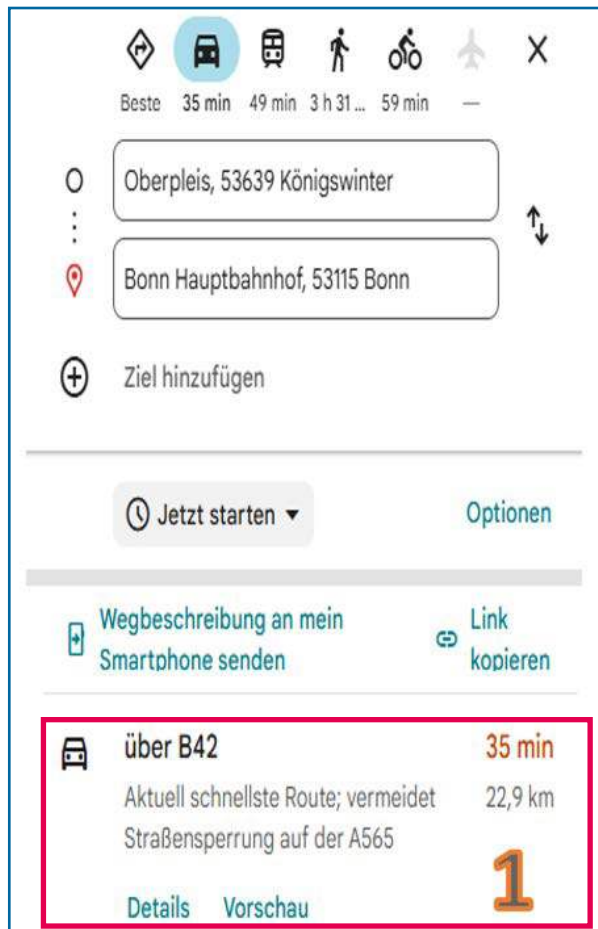 Beste 35 min 49 min 3 h 31 ... 59 min —
Oberpleis, 53639 Königswinter
Bonn Hauptbahnhof, 53115 Bonn
Ziel hinzufügen
Jetzt starten
Optionen
Wegbeschreibung an mein
Smartphone senden
Link
kopieren
über B42 35 min
Aktuell schnellste Route; vermeidet 22,9 km
Straßensperrung auf der A565
1
Details Vorschau